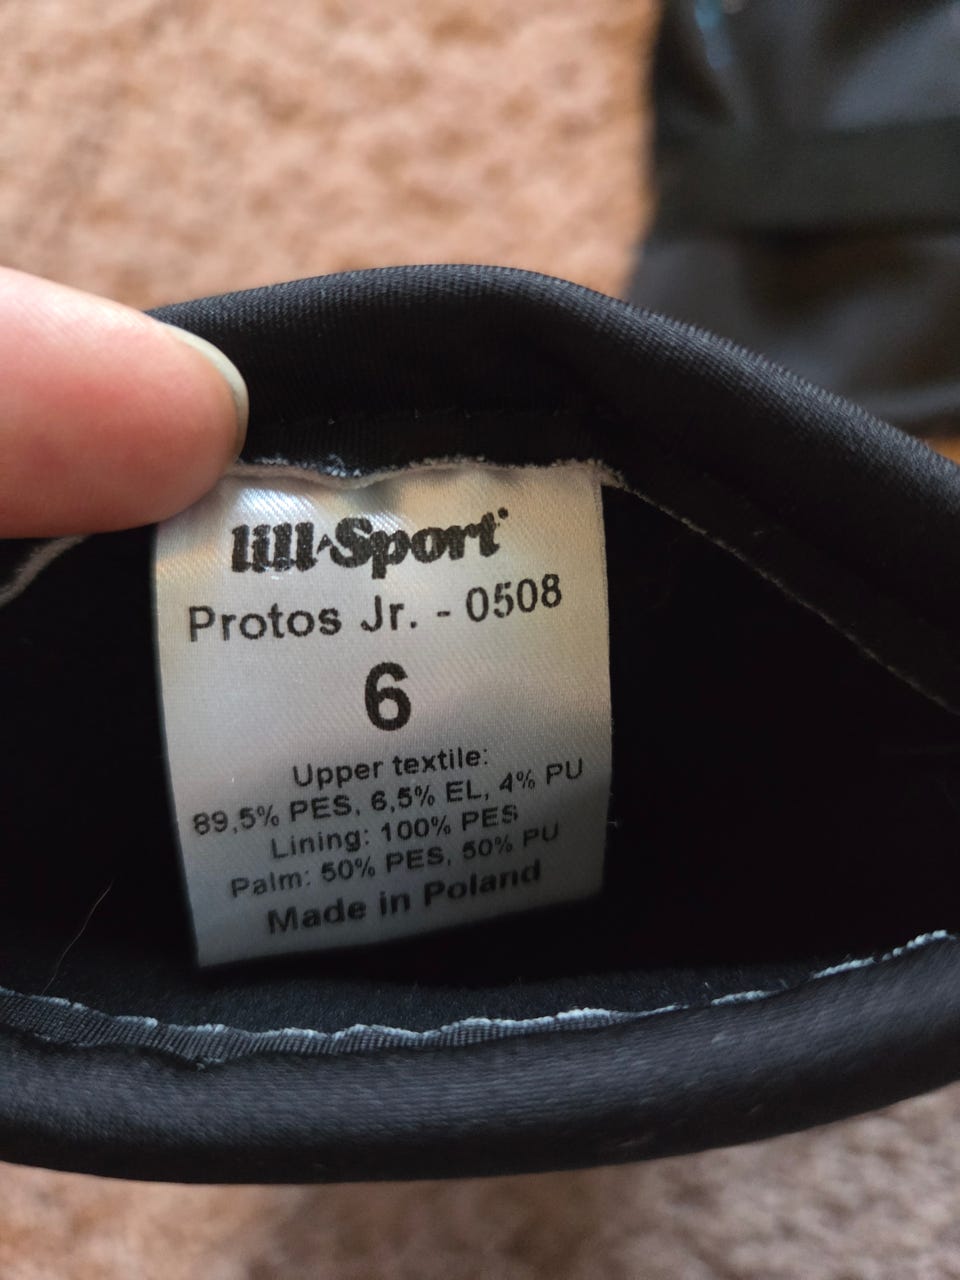 lill-Sport
Protos Jr. - 0508
6
Upper textile:
89,5% PES, 6,5% EL, 4% PU
Lining: 100% PES
Palm: 50% PES, 50% PU
Made in Poland